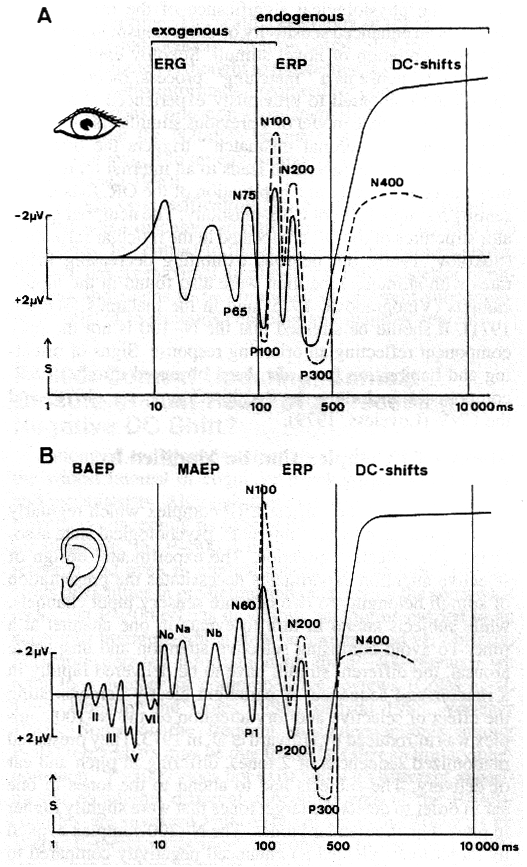 A
exogenous
endogenous
ERG
ERP
DC-shifts
N100
N200
N400
N75
-2µV
+2µV
P65
P100
P300
S
1
10
100
500
10 000 ms
B
BAEP
MAEP
ERP
DC-shifts
N100
N60
No
Na
Nb
N200
N400
-2µV
+2µV
I
II
III
V
VI
P1
P200
P300
S
1
10
100
500
10 000 ms